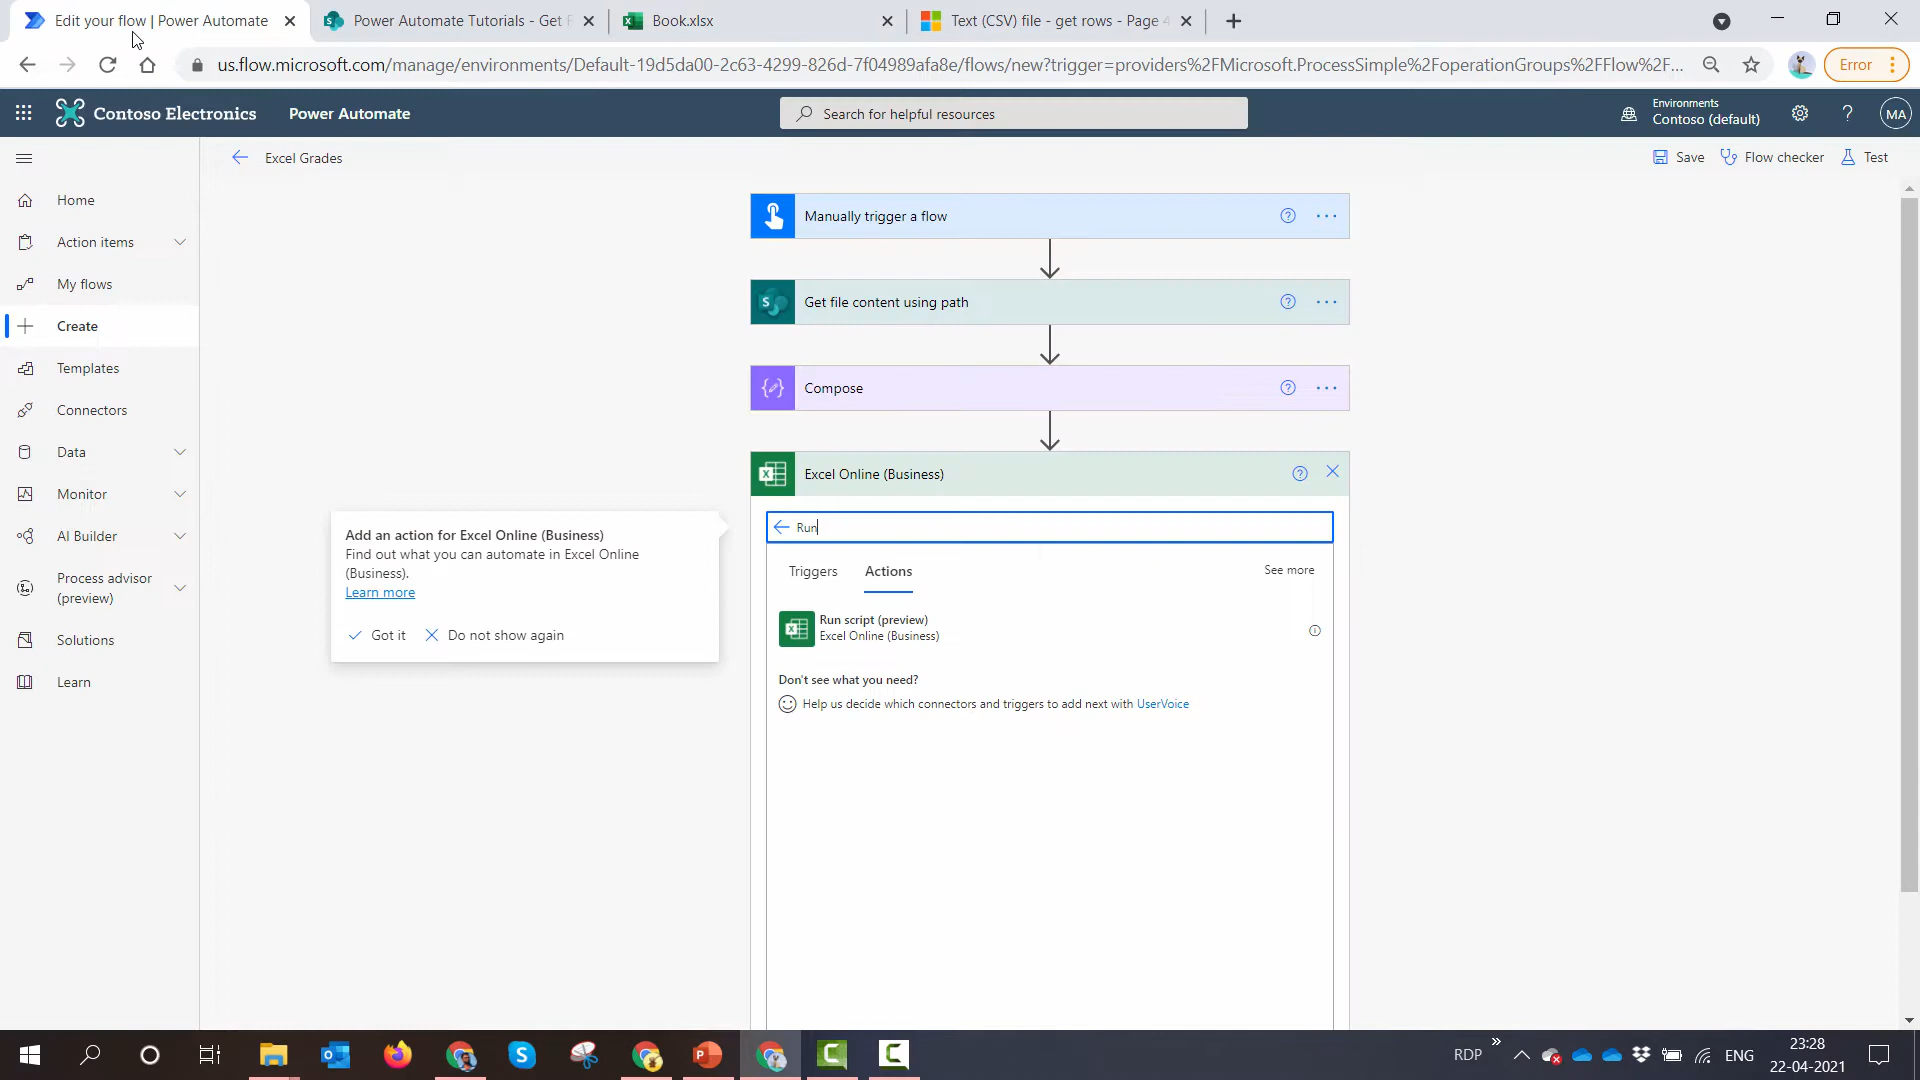 Edit your flow | Power Automate
Power Automate Tutorials - Get F
Book.xlsx
Text (CSV) file - get rows - Page 4
us.flow.microsoft.com/manage/environments/Default-19d5da00-2c63-4299-826d-7f04989afa8e/flows/new?trigger=providers%2FMicrosoft.ProcessSimple%2FoperationGroups%2FFlow%2F...
Error
Contoso Electronics
Power Automate
Search for helpful resources
Environments
Contoso (default)
MA
Excel Grades
Save
Flow checker
Test
Home
Action items
My flows
Create
Templates
Connectors
Data
Monitor
AI Builder
Process advisor
(preview)
Solutions
Learn
Manually trigger a flow
Get file content using path
Compose
Excel Online (Business)
Add an action for Excel Online (Business)
Find out what you can automate in Excel Online
(Business).
Learn more
Got it
Do not show again
Run
Triggers
Actions
See more
Run script (preview)
Excel Online (Business)
Don't see what you need?
Help us decide which connectors and triggers to add next with UserVoice
RDP
ENG
23:28
22-04-2021